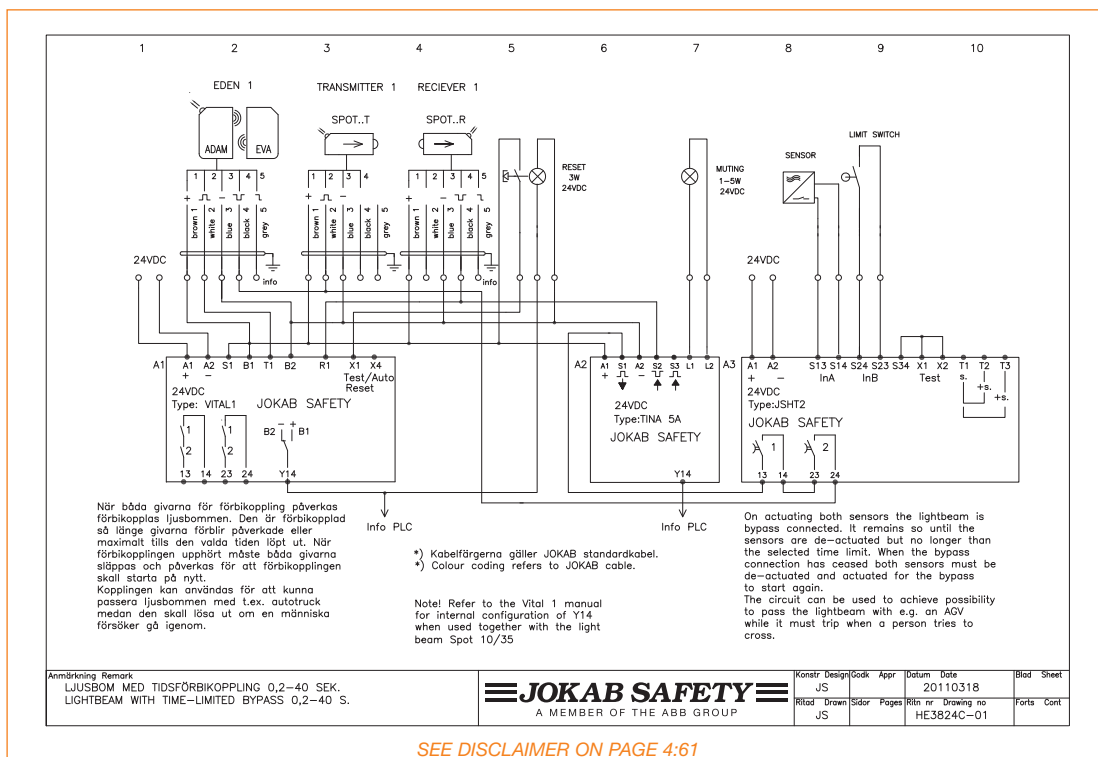 1 2 3 4 5 6 7 8 9 10
EDEN 1
TRANSMITTER 1
RECIEVER 1
SPOT..T
SPOT..R
ADAM
EVA
LIMIT SWITCH
SENSOR
RESET
3W
24VDC
MUTING
1-5W
24VDC
1 2 3 4 5
1 2 3 4
1 2 3 4 5
+ - 
+ -
+ -
brown 1
white 2
blue 3
black 4
grey 5
brown 1
white 2
blue 3
black 4
grey 5
brown 1
white 2
blue 3
black 4
grey 5
24VDC
info
info
24VDC
A1
A1 A2 S1 B1 T1 B2 R1 X1 X4
+ -
Test/Auto
Reset
24VDC
Type: VITAL1
JOKAB SAFETY
1
2
1
2
B2 - + B1
13 14 23 24 Y14
A2
A1 S1 A2 S2 S3 L1 L2
+ -
24VDC
Type:TINA 5A
JOKAB SAFETY
Y14
A3
A1 A2 S13 S14 S24 S23 S34 X1 X2 T1 T2 T3
+ - InA InB Test s. +s. +s.
24VDC
Type:JSHT2
JOKAB SAFETY
1
2
13 14 23 24
Info PLC
Info PLC
När båda givarna för förbikoppling påverkas
förbikopplas ljusbommen. Den är förbikopplad
så länge givarna förblir påverkade eller
maximalt tills den valda tiden löpt ut. När
förbikopplingen upphört måste båda givarna
släppas och påverkas för att förbikopplingen
skall starta på nytt.
Kopplingen kan användas för att kunna
passera ljusbommen med t.ex. autotruck
medan den skall lösa ut om en människa
försöker gå igenom.
*) Kabelfärgerna gäller JOKAB standardkabel.
*) Colour coding refers to JOKAB cable.
Note! Refer to the Vital 1 manual
for internal configuration of Y14
when used together with the light
beam Spot 10/35
On actuating both sensors the lightbeam is
bypass connected. It remains so until the
sensors are de-actuated but no longer than
the selected time limit. When the bypass
connection has ceased both sensors must be
de-actuated and actuated for the bypass
to start again.
The circuit can be used to achieve possibility
to pass the lightbeam with e.g. an AGV
while it must trip when a person tries to
cross.
Anmärkning Remark
LJUSBOM MED TIDSFÖRBIKOPPLING 0,2-40 SEK.
LIGHTBEAM WITH TIME-LIMITED BYPASS 0,2-40 S.
JOKAB SAFETY
A MEMBER OF THE ABB GROUP
Konstr Design Godk Appr Datum Date Blad Sheet
JS 20110318
Ritad Drawn Sidor Pages Ritn nr Drawing no Forts Cont
JS HE3824C-01
SEE DISCLAIMER ON PAGE 4:61